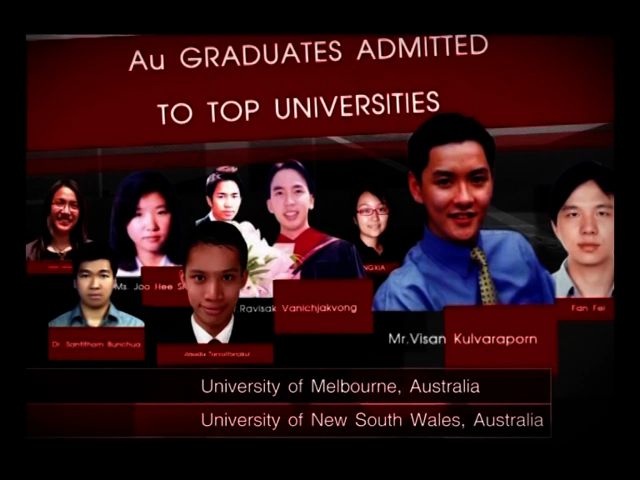 Au GRADUATES ADMITTED
TO TOP UNIVERSITIES
Ms. Joo Hee
Ravisak Vanichjakvong
NGXIA
Fan Fei
Dr. Santitham Bunchua
Mr.Visan Kulvaraporn
University of Melbourne, Australia
University of New South Wales, Australia